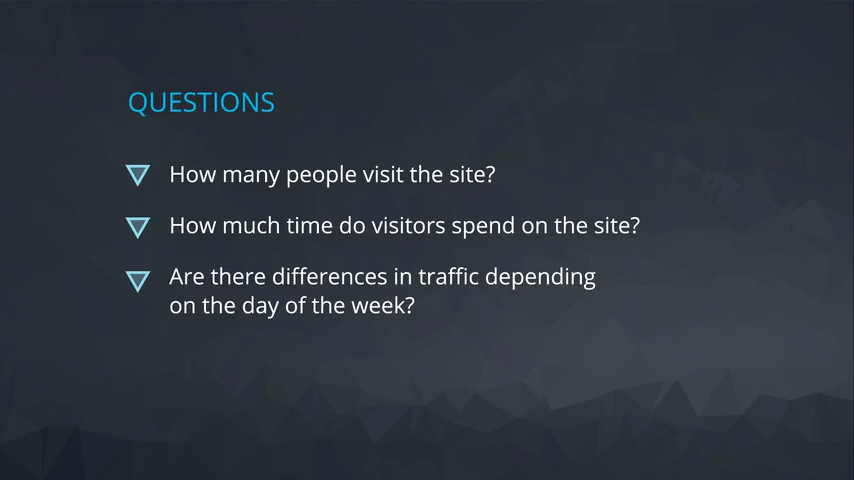 QUESTIONS
How many people visit the site?
How much time do visitors spend on the site?
Are there differences in traffic depending
on the day of the week?